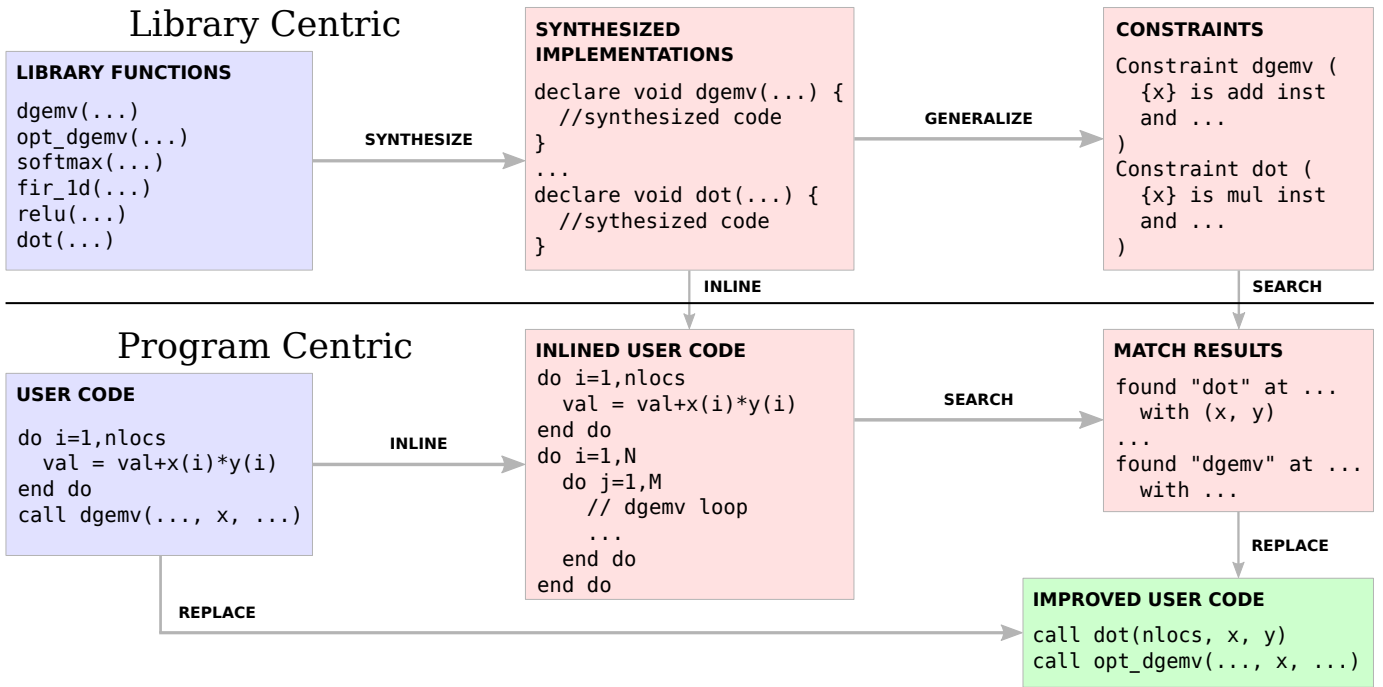 Library Centric
LIBRARY FUNCTIONS
dgemv(...)
opt_dgemv(...)
softmax(...)
fir_1d(...)
relu(...)
dot(...)
SYNTHESIZE
SYNTHESIZED
IMPLEMENTATIONS
declare void dgemv(...) {
  //synthesized code
}
...
declare void dot(...) {
  //sythesized code
}
GENERALIZE
CONSTRAINTS
Constraint dgemv (
  {x} is add inst
  and ...
)
Constraint dot (
  {x} is mul inst
  and ...
)
INLINE
SEARCH
Program Centric
USER CODE
do i=1,nlocs
  val = val+x(i)*y(i)
end do
call dgemv(..., x, ...)
INLINE
INLINED USER CODE
do i=1,nlocs
  val = val+x(i)*y(i)
end do
do i=1,N
  do j=1,M
    // dgemv loop
    ...
  end do
end do
SEARCH
MATCH RESULTS
found "dot" at ...
  with (x, y)
...
found "dgemv" at ...
  with ...
REPLACE
REPLACE
IMPROVED USER CODE
call dot(nlocs, x, y)
call opt_dgemv(..., x, ...)